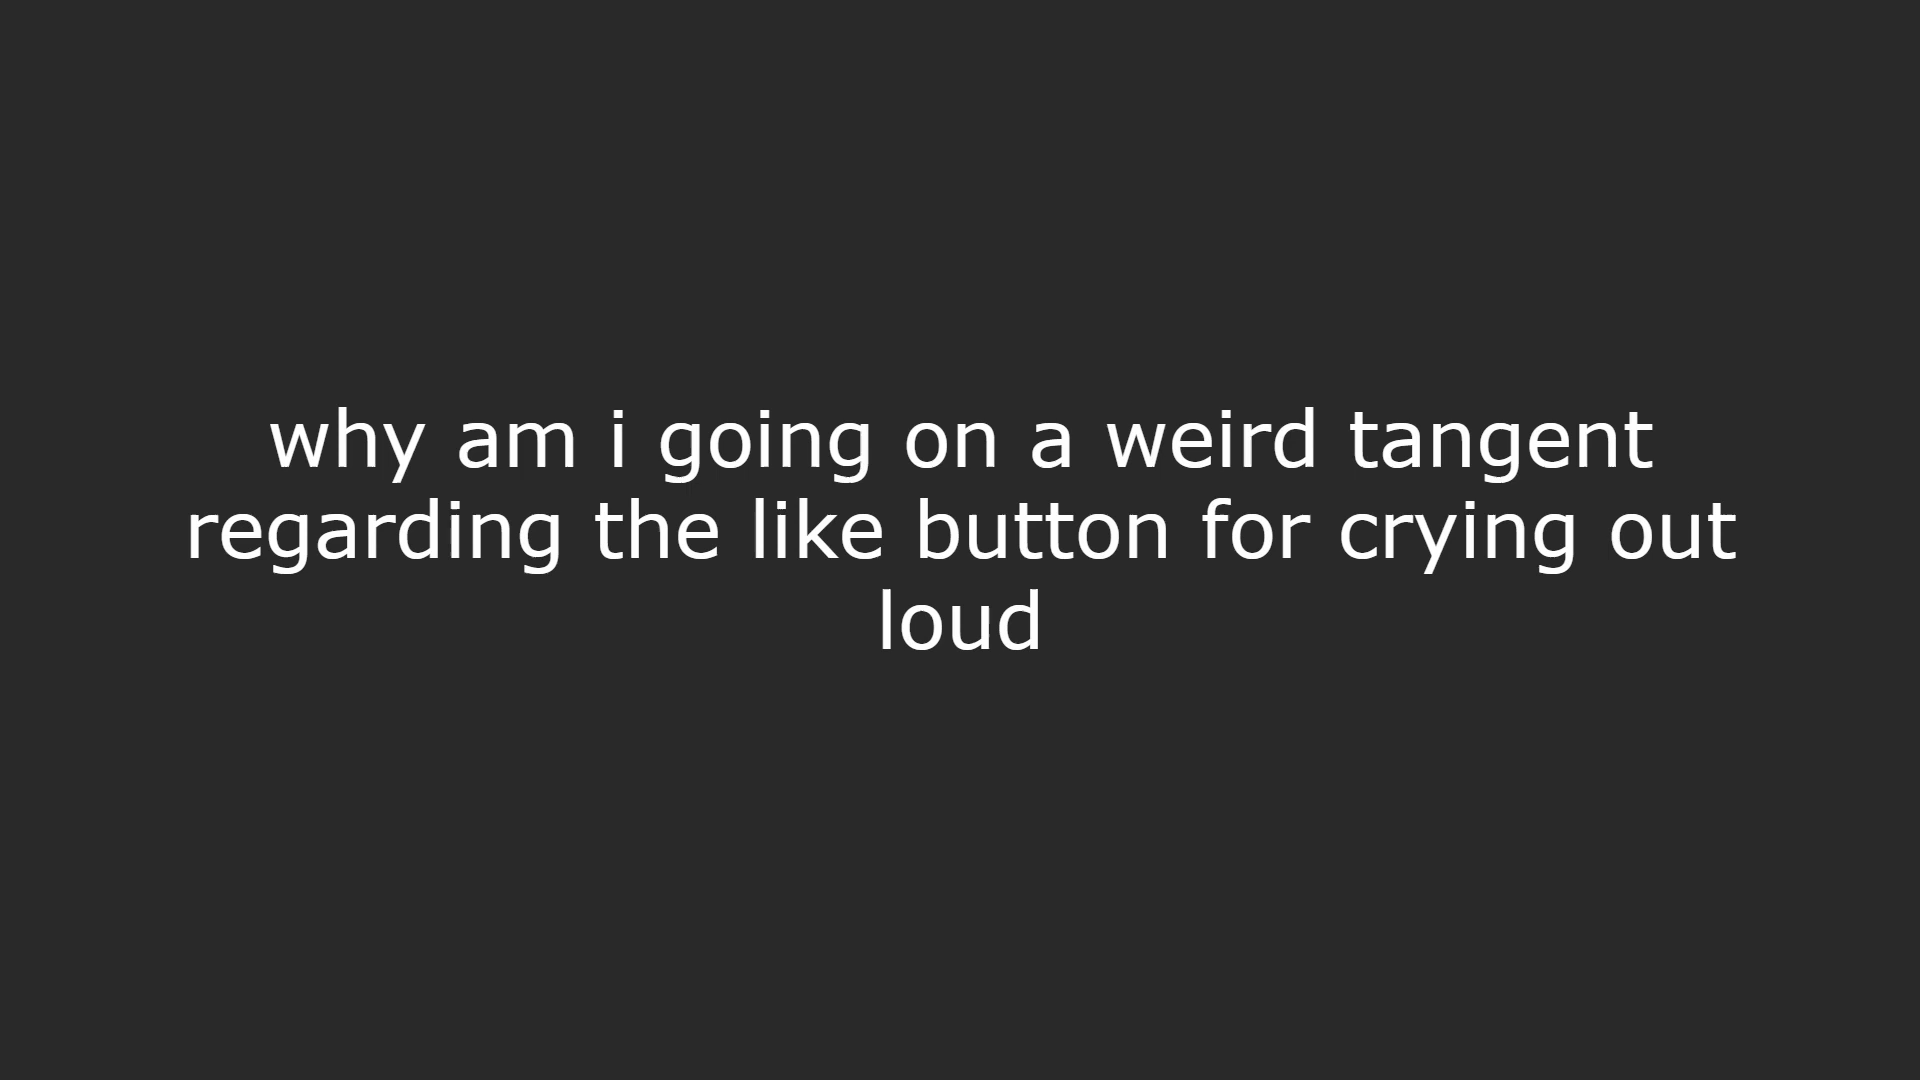 why am i going on a weird tangent
regarding the like button for crying out
loud